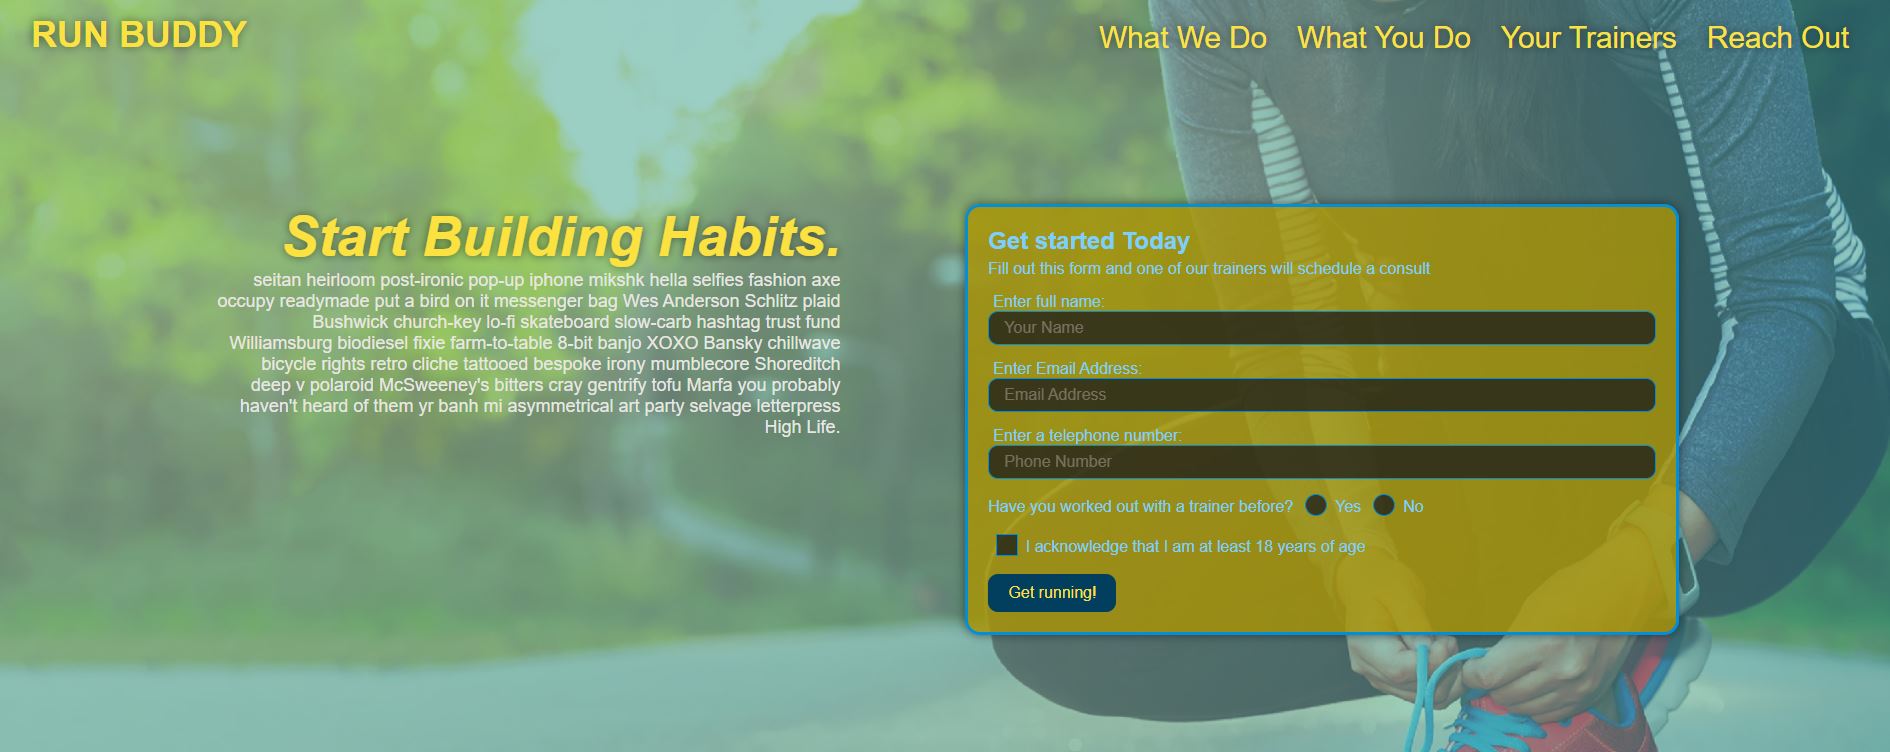 RUN BUDDY
What We Do What You Do Your Trainers Reach Out
Start Building Habits.
seitan heirloom post-ironic pop-up iphone mikshk hella selfies fashion axe
occupy readymade put a bird on it messenger bag Wes Anderson Schlitz plaid
Bushwick church-key lo-fi skateboard slow-carb hashtag trust fund
Williamsburg biodiesel fixie farm-to-table 8-bit banjo XOXO Bansky chillwave
bicycle rights retro cliche tattooed bespoke irony mumblecore Shoreditch
deep v polaroid McSweeney's bitters cray gentrify tofu Marfa you probably
haven't heard of them yr banh mi asymmetrical art party selvage letterpress
High Life.
Get started Today
Fill out this form and one of our trainers will schedule a consult
Enter full name:
Your Name
Enter Email Address:
Email Address
Enter a telephone number:
Phone Number
Have you worked out with a trainer before? Yes No
I acknowledge that I am at least 18 years of age
Get running!